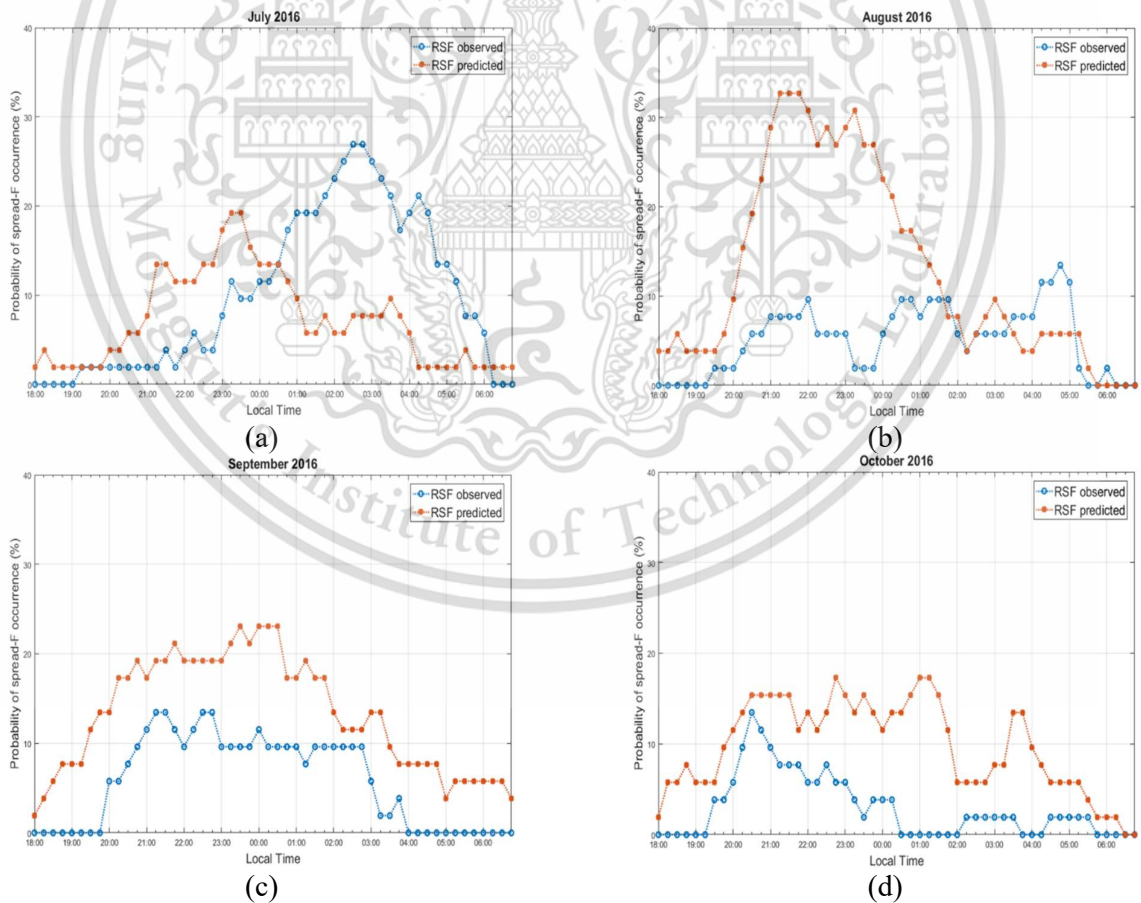 July 2016
Probability of spread-F occurrence (%)
40
30
20
10
0
RSF observed
RSF predicted
18:00 19:00 20:00 21:00 22:00 23:00 00:00 01:00 02:00 03:00 04:00 05:00 06:00
Local Time
(a)
August 2016
Probability of spread-F occurrence (%)
40
30
20
10
0
RSF observed
RSF predicted
18:00 19:00 20:00 21:00 22:00 23:00 00:00 01:00 02:00 03:00 04:00 05:00 06:00
Local Time
(b)
September 2016
Probability of spread-F occurrence (%)
40
30
20
10
0
RSF observed
RSF predicted
18:00 19:00 20:00 21:00 22:00 23:00 00:00 01:00 02:00 03:00 04:00 05:00 06:00
Local Time
(c)
October 2016
Probability of spread-F occurrence (%)
40
30
20
10
0
RSF observed
RSF predicted
18:00 19:00 20:00 21:00 22:00 23:00 00:00 01:00 02:00 03:00 04:00 05:00 06:00
Local Time
(d)
King Mongkut's Institute of Technology Ladkrabang